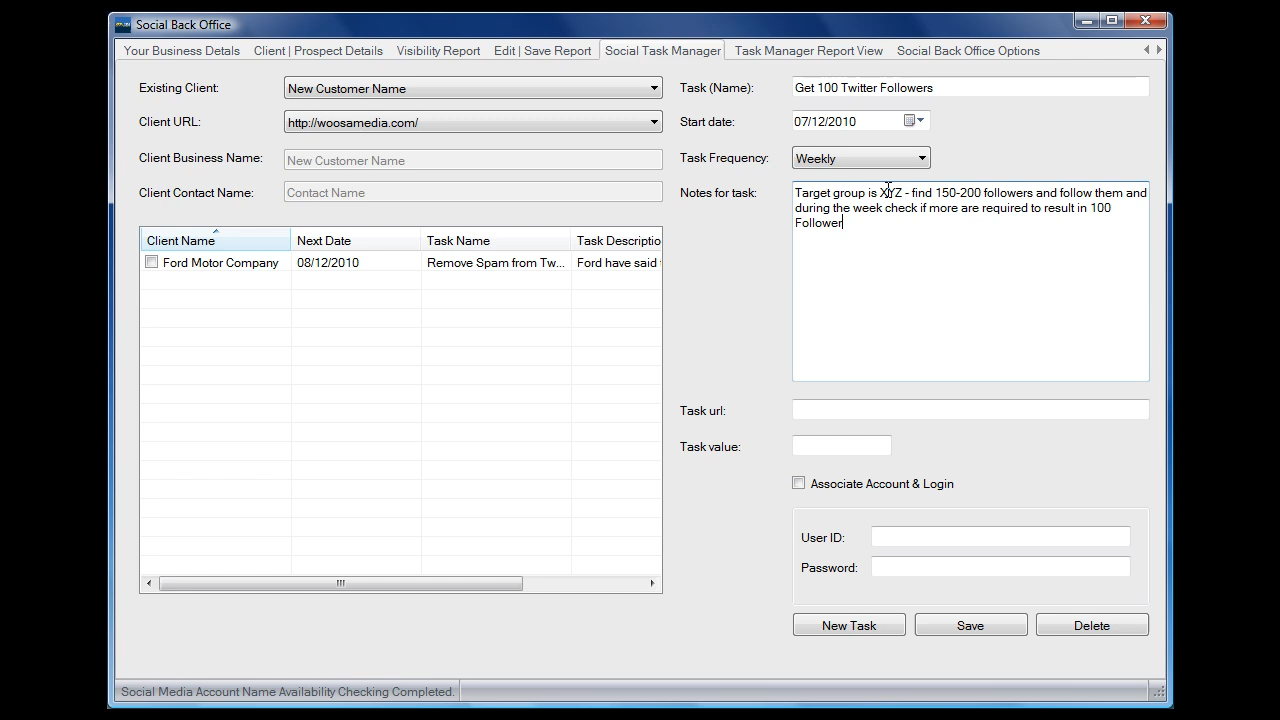 Social Back Office
Your Business Detals Client | Prospect Details Visibility Report Edit | Save Report Social Task Manager Task Manager Report View Social Back Office Options
Existing Client: New Customer Name
Client URL: http://woosamedia.com/
Client Business Name: New Customer Name
Client Contact Name: Contact Name
Client Name Next Date Task Name Task Descriptio
Ford Motor Company 08/12/2010 Remove Spam from Tw... Ford have said
Task (Name): Get 100 Twitter Followers
Start date: 07/12/2010
Task Frequency: Weekly
Notes for task: Target group is XYZ - find 150-200 followers and follow them and
during the week check if more are required to result in 100
Follower
Task url:
Task value:
Associate Account & Login
User ID:
Password:
New Task Save Delete
Social Media Account Name Availability Checking Completed.